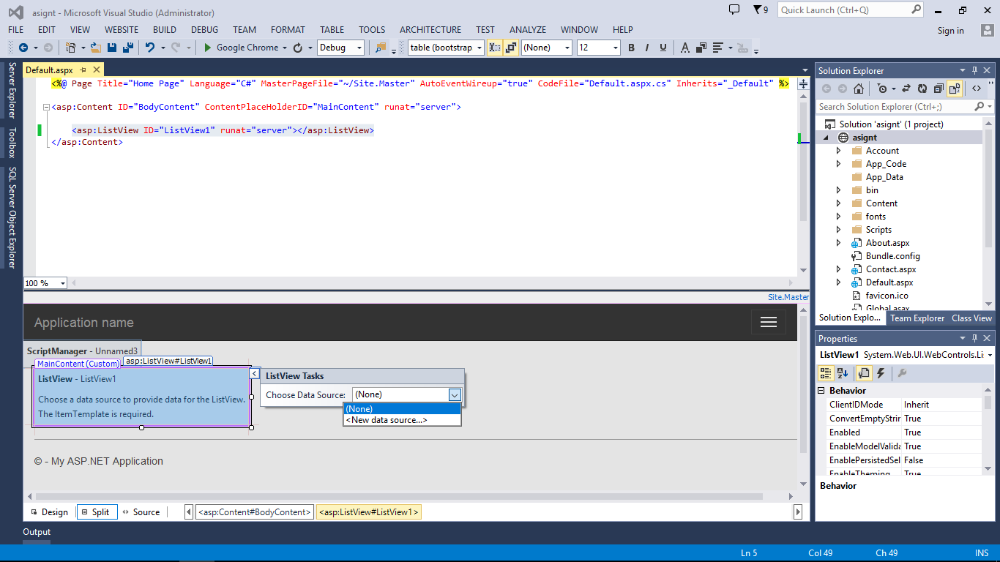 asignt - Microsoft Visual Studio (Administrator)
9
Quick Launch (Ctrl+Q)
FILE EDIT VIEW WEBSITE BUILD DEBUG TEAM FORMAT TABLE TOOLS ARCHITECTURE TEST ANALYZE WINDOW HELP
Sign in
Google Chrome Debug table (bootstrap (None) 12 B I U A
Server Explorer
Toolbox
SQL Server Object Explorer
Default.aspx
<%@ Page Title="Home Page" Language="C#" MasterPageFile="~/Site.Master" AutoEventWireup="true" CodeFile="Default.aspx.cs" Inherits="_Default" %>
<asp:Content ID="BodyContent" ContentPlaceHolderID="MainContent" runat="server">
<asp:ListView ID="ListView1" runat="server"></asp:ListView>
</asp:Content>
100 %
Site.Master
Application name
ScriptManager - Unnamed3
MainContent (Custom)
asp:ListView#ListView1
ListView - ListView1
Choose a data source to provide data for the ListView.
The ItemTemplate is required.
ListView Tasks
Choose Data Source: (None)
(None)
<New data source...>
© - My ASP.NET Application
Design Split Source <asp:Content#BodyContent> <asp:ListView#ListView1>
Output
Solution Explorer
Search Solution Explorer (Ctrl+;)
Solution 'asignt' (1 project)
asignt
Account
App_Code
App_Data
bin
Content
fonts
Scripts
About.aspx
Bundle.config
Contact.aspx
Default.aspx
favicon.ico
Global.asax
Solution Explo... Team Explorer Class View
Properties
ListView1 System.Web.UI.WebControls.Li
Behavior
ClientIDMode Inherit
ConvertEmptyStrin True
Enabled True
EnableModelValida True
EnablePersistedSel False
EnableTheming True
Behavior
Ln 5 Col 49 Ch 49 INS